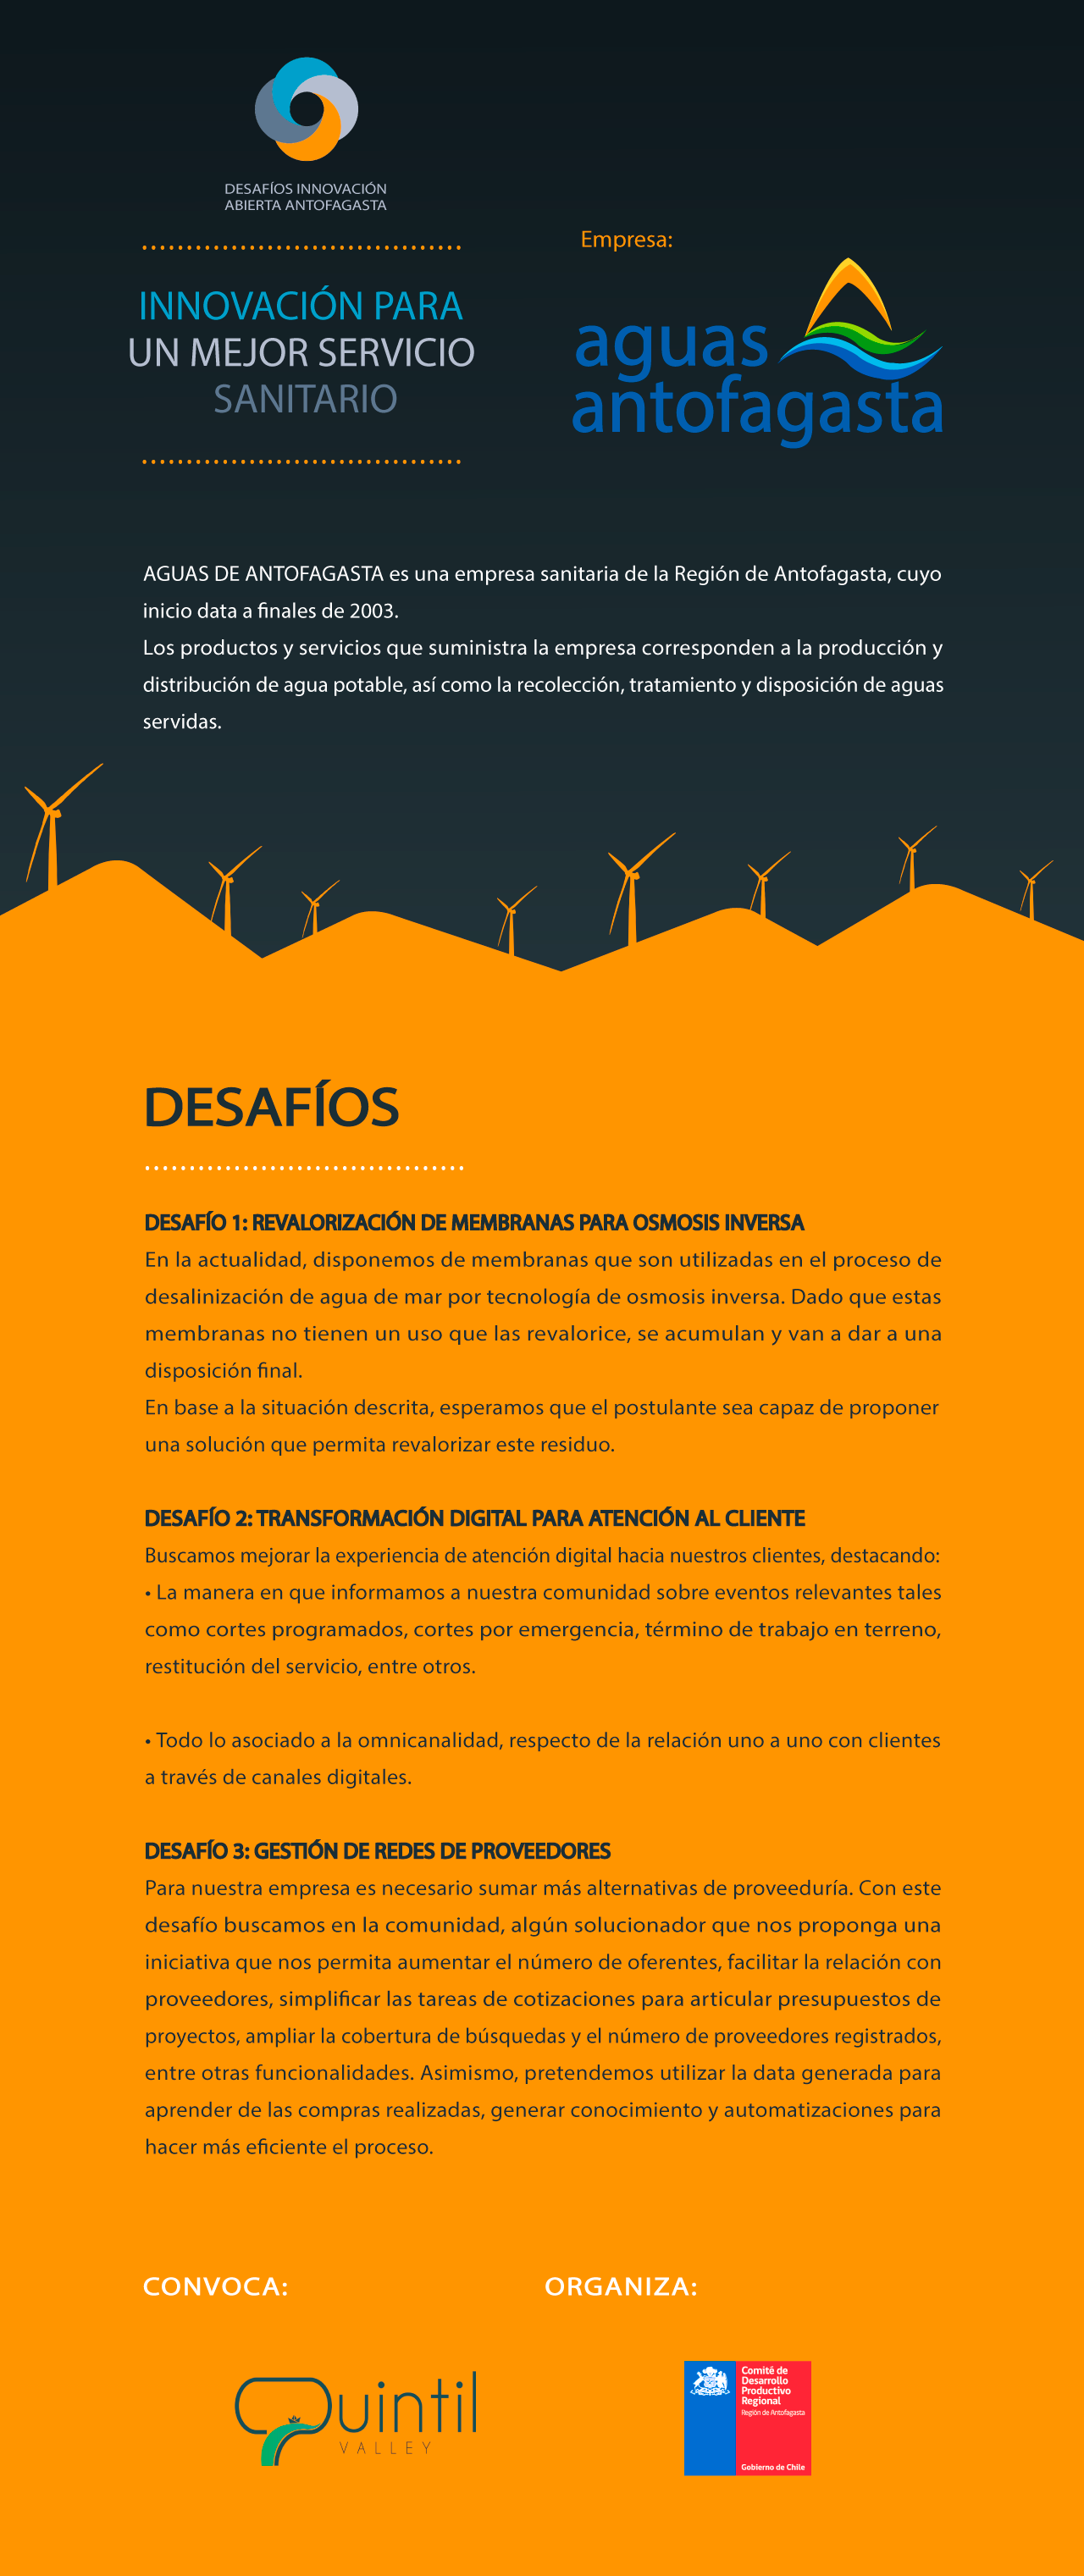 DESAFÍOS INNOVACIÓN
ABIERTA ANTOFAGASTA
INNOVACIÓN PARA
UN MEJOR SERVICIO
SANITARIO
Empresa:
aguas
antofagasta
AGUAS DE ANTOFAGASTA es una empresa sanitaria de la Región de Antofagasta, cuyo
inicio data a finales de 2003.
Los productos y servicios que suministra la empresa corresponden a la producción y
distribución de agua potable, así como la recolección, tratamiento y disposición de aguas
servidas.
DESAFÍOS
DESAFÍO 1: REVALORIZACIÓN DE MEMBRANAS PARA OSMOSIS INVERSA
En la actualidad, disponemos de membranas que son utilizadas en el proceso de
desalinización de agua de mar por tecnología de osmosis inversa. Dado que estas
membranas no tienen un uso que las revalorice, se acumulan y van a dar a una
disposición final.
En base a la situación descrita, esperamos que el postulante sea capaz de proponer
una solución que permita revalorizar este residuo.
DESAFÍO 2: TRANSFORMACIÓN DIGITAL PARA ATENCIÓN AL CLIENTE
Buscamos mejorar la experiencia de atención digital hacia nuestros clientes, destacando:
• La manera en que informamos a nuestra comunidad sobre eventos relevantes tales
como cortes programados, cortes por emergencia, término de trabajo en terreno,
restitución del servicio, entre otros.
• Todo lo asociado a la omnicanalidad, respecto de la relación uno a uno con clientes
a través de canales digitales.
DESAFÍO 3: GESTIÓN DE REDES DE PROVEEDORES
Para nuestra empresa es necesario sumar más alternativas de proveeduría. Con este
desafío buscamos en la comunidad, algún solucionador que nos proponga una
iniciativa que nos permita aumentar el número de oferentes, facilitar la relación con
proveedores, simplificar las tareas de cotizaciones para articular presupuestos de
proyectos, ampliar la cobertura de búsquedas y el número de proveedores registrados,
entre otras funcionalidades. Asimismo, pretendemos utilizar la data generada para
aprender de las compras realizadas, generar conocimiento y automatizaciones para
hacer más eficiente el proceso.
CONVOCA:
Quintil
VALLEY
ORGANIZA:
Comité de
Desarrollo
Productivo
Regional
Región de Antofagasta
Gobierno de Chile